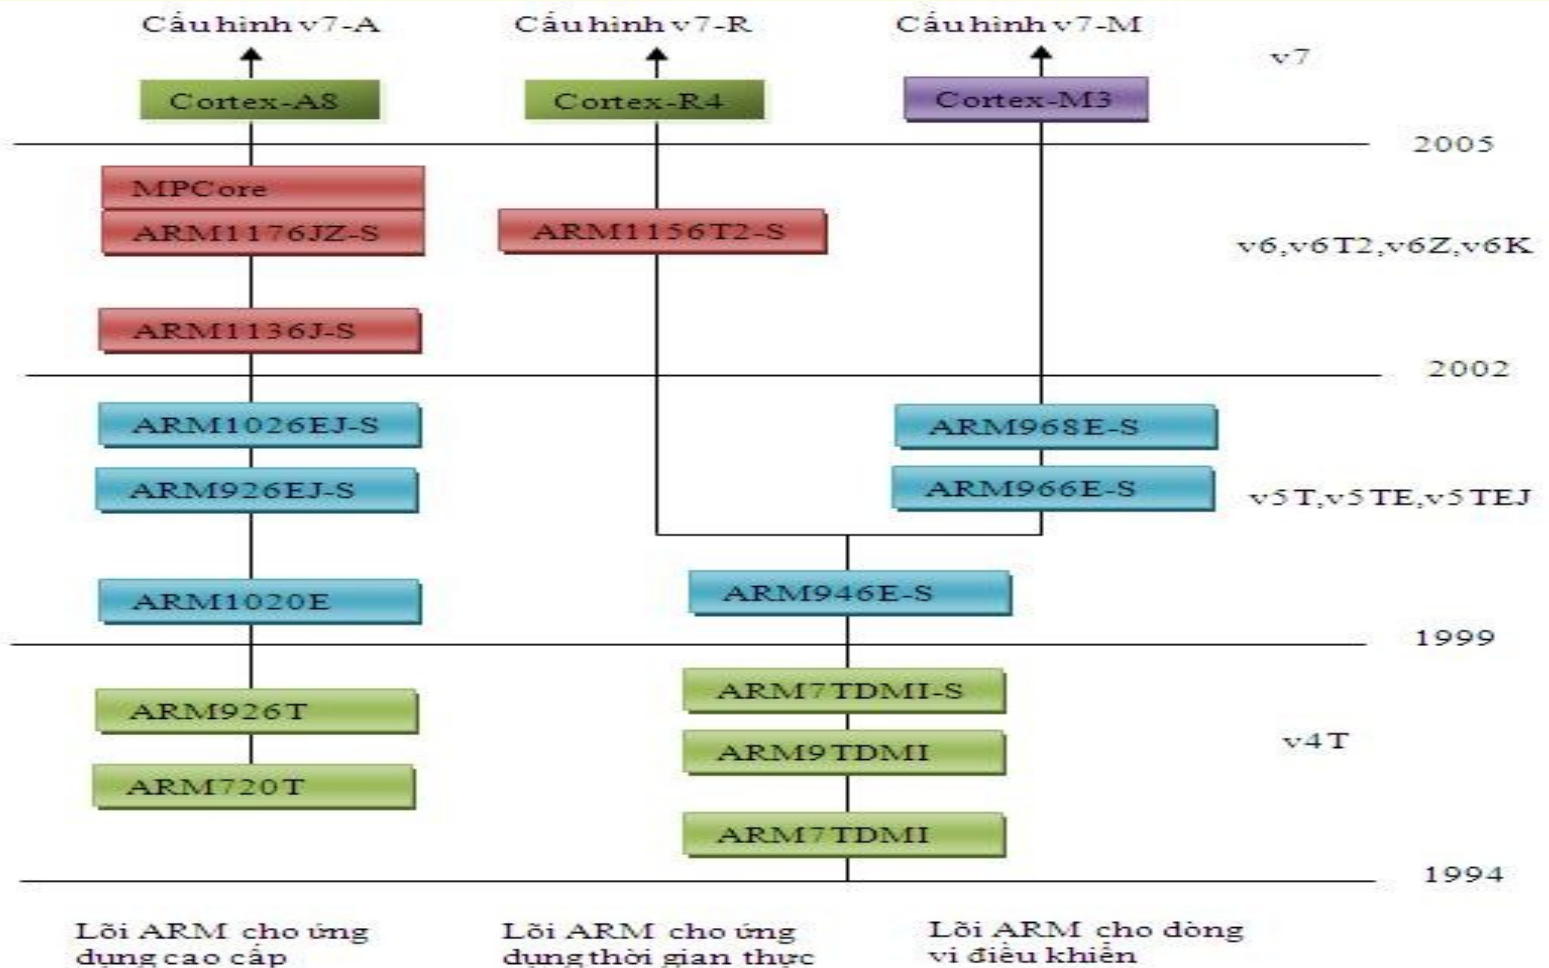 Cấu hình v7-A
Cấu hình v7-R
Cấu hình v7-M
v7
Cortex-A8
Cortex-R4
Cortex-M3
2005
MPCore
ARM1176JZ-S
ARM1156T2-S
v6,v6T2,v6Z,v6K
ARM1136J-S
2002
ARM1026EJ-S
ARM968E-S
ARM926EJ-S
ARM966E-S
v5T,v5TE,v5TEJ
ARM1020E
ARM946E-S
1999
ARM7TDMI-S
ARM926T
ARM9TDMI
v4T
ARM720T
ARM7TDMI
1994
Lõi ARM cho ứng
dụng cao cấp
Lõi ARM cho ứng
dụng thời gian thực
Lõi ARM cho dòng
vi điều khiển